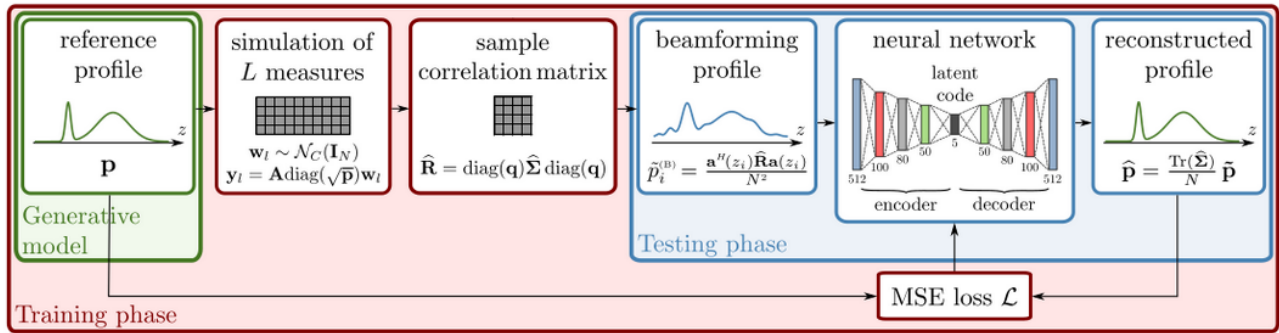 reference
profile
z
p
Generative
model
simulation of
L measures
w_l ∼ 𝒩_C(I_N)
y_l = Adiag(√p)w_l
sample
correlation matrix
R̂ = diag(q)Σ̂ diag(q)
beamforming
profile
z
p̃_i^(B) = a^H(z_i)R̂a(z_i) / N²
neural network
latent
code
512 100 80 50 5 50 80 100 512
encoder decoder
reconstructed
profile
z
p̂ = Tr(Σ̂)/N p̃
Testing phase
MSE loss ℒ
Training phase